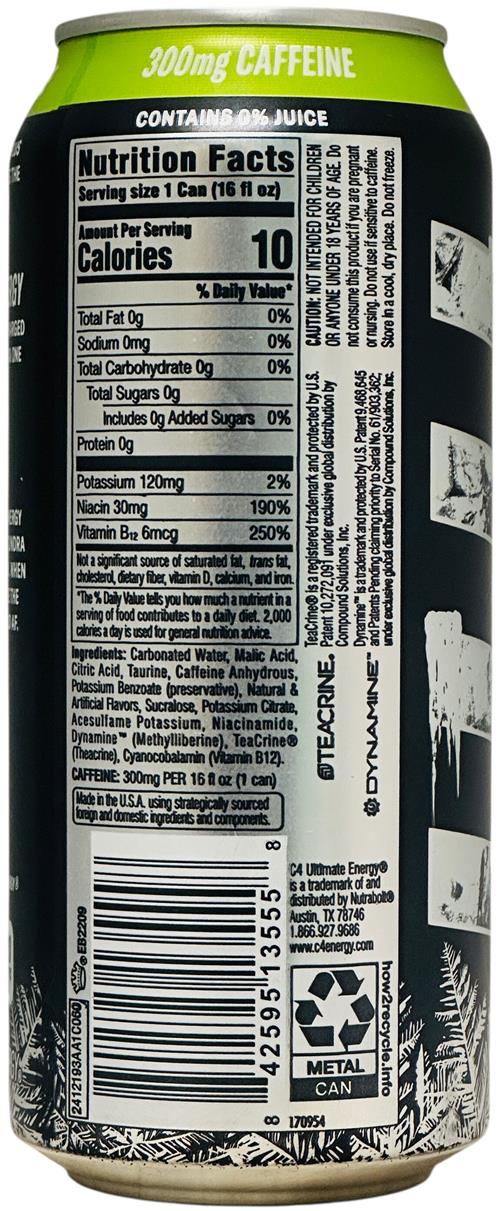 300mg CAFFEINE
CONTAINS 0% JUICE
Nutrition Facts
Serving size 1 Can (16 fl oz)
Amount Per Serving
Calories 10
% Daily Value*
Total Fat 0g 0%
Sodium 0mg 0%
Total Carbohydrate 0g 0%
Total Sugars 0g
Includes 0g Added Sugars 0%
Protein 0g
Potassium 120mg 2%
Niacin 30mg 190%
Vitamin B12 6mcg 250%
Not a significant source of saturated fat, trans fat,
cholesterol, dietary fiber, vitamin D, calcium, and iron.
*The % Daily Value tells you how much a nutrient in a
serving of food contributes to a daily diet. 2,000
calories a day is used for general nutrition advice.
Ingredients: Carbonated Water, Malic Acid,
Citric Acid, Taurine, Caffeine Anhydrous,
Potassium Benzoate (preservative), Natural &
Artificial Flavors, Sucralose, Potassium Citrate,
Acesulfame Potassium, Niacinamide,
Dynamine™ (Methylliberine), TeaCrine®
(Theacrine), Cyanocobalamin (Vitamin B12).
CAFFEINE: 300mg PER 16 fl oz (1 can)
Made in the U.S.A. using strategically sourced
foreign and domestic ingredients and components.
CAUTION: NOT INTENDED FOR CHILDREN
OR ANYONE UNDER 18 YEARS OF AGE. Do
not consume this product if you are pregnant
or nursing. Do not use if sensitive to caffeine.
Store in a cool, dry place. Do not freeze.
TEACRINE.
TeaCrine® is a registered trademark and protected by U.S.
Patent 10,272,091 under exclusive global distribution by
Compound Solutions, Inc.
DYNAMINE™
Dynamine™ is a trademark and protected by U.S. Patent 9,468,645
and Patents Pending claiming priority to Serial No. 61/903,362;
under exclusive global distribution by Compound Solutions, Inc.
8 42595 13555 8
® EB2209
2412193AA1C060
C4 Ultimate Energy®
is a trademark of and
distributed by Nutrabolt®
Austin, TX 78746
1.866.927.9686
www.c4energy.com
METAL
CAN
how2recycle.info
170954